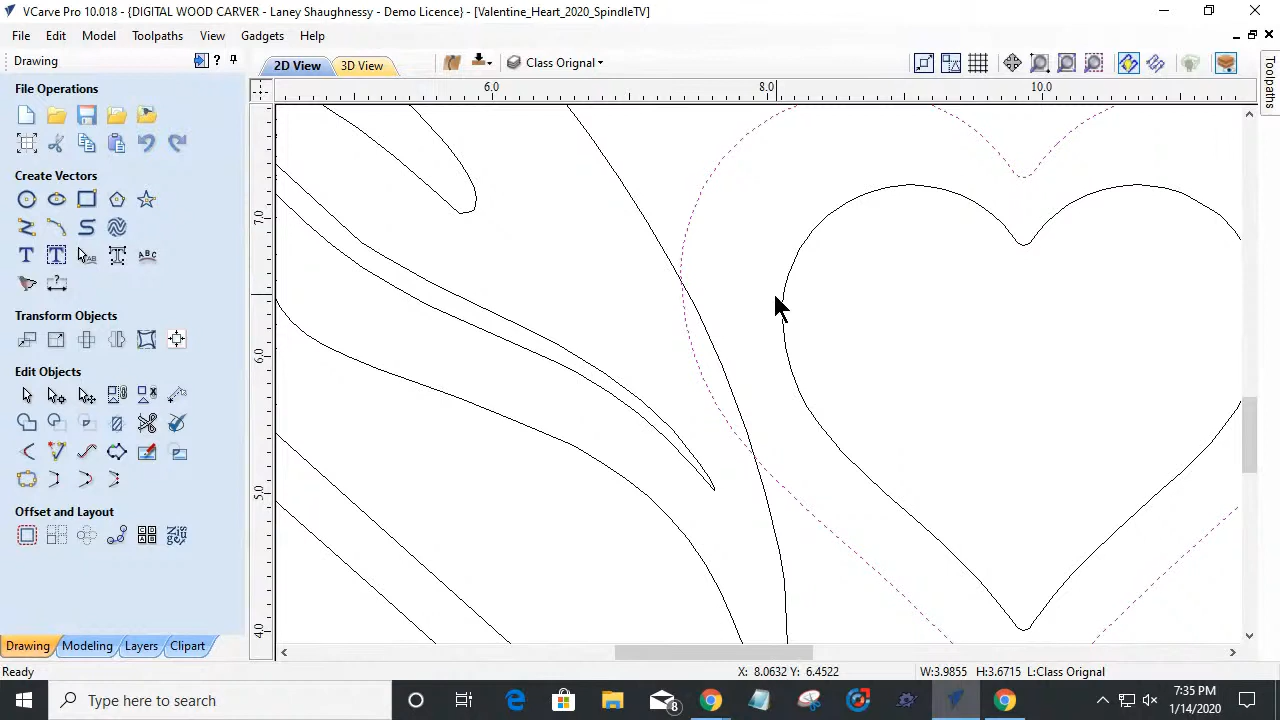 VCarve Pro 10.018 - {DIGITAL WOOD CARVER - Laney Shaughnessy - Demo Licence} - [Valentine_Heart_2020_SpindleTV]
File Edit Model Toolpaths View Gadgets Help
Drawing
2D View 3D View Class Orignal
File Operations
6.0 8.0 10.0
Toolpaths
Create Vectors
7.0
6.0
5.0
4.0
Transform Objects
Edit Objects
Offset and Layout
Drawing Modeling Layers Clipart
Ready X: 8.0632 Y: 6.4522 W:3.9855 H:3.6715 L:Class Orignal
Type here to search
8
7:35 PM
1/14/2020